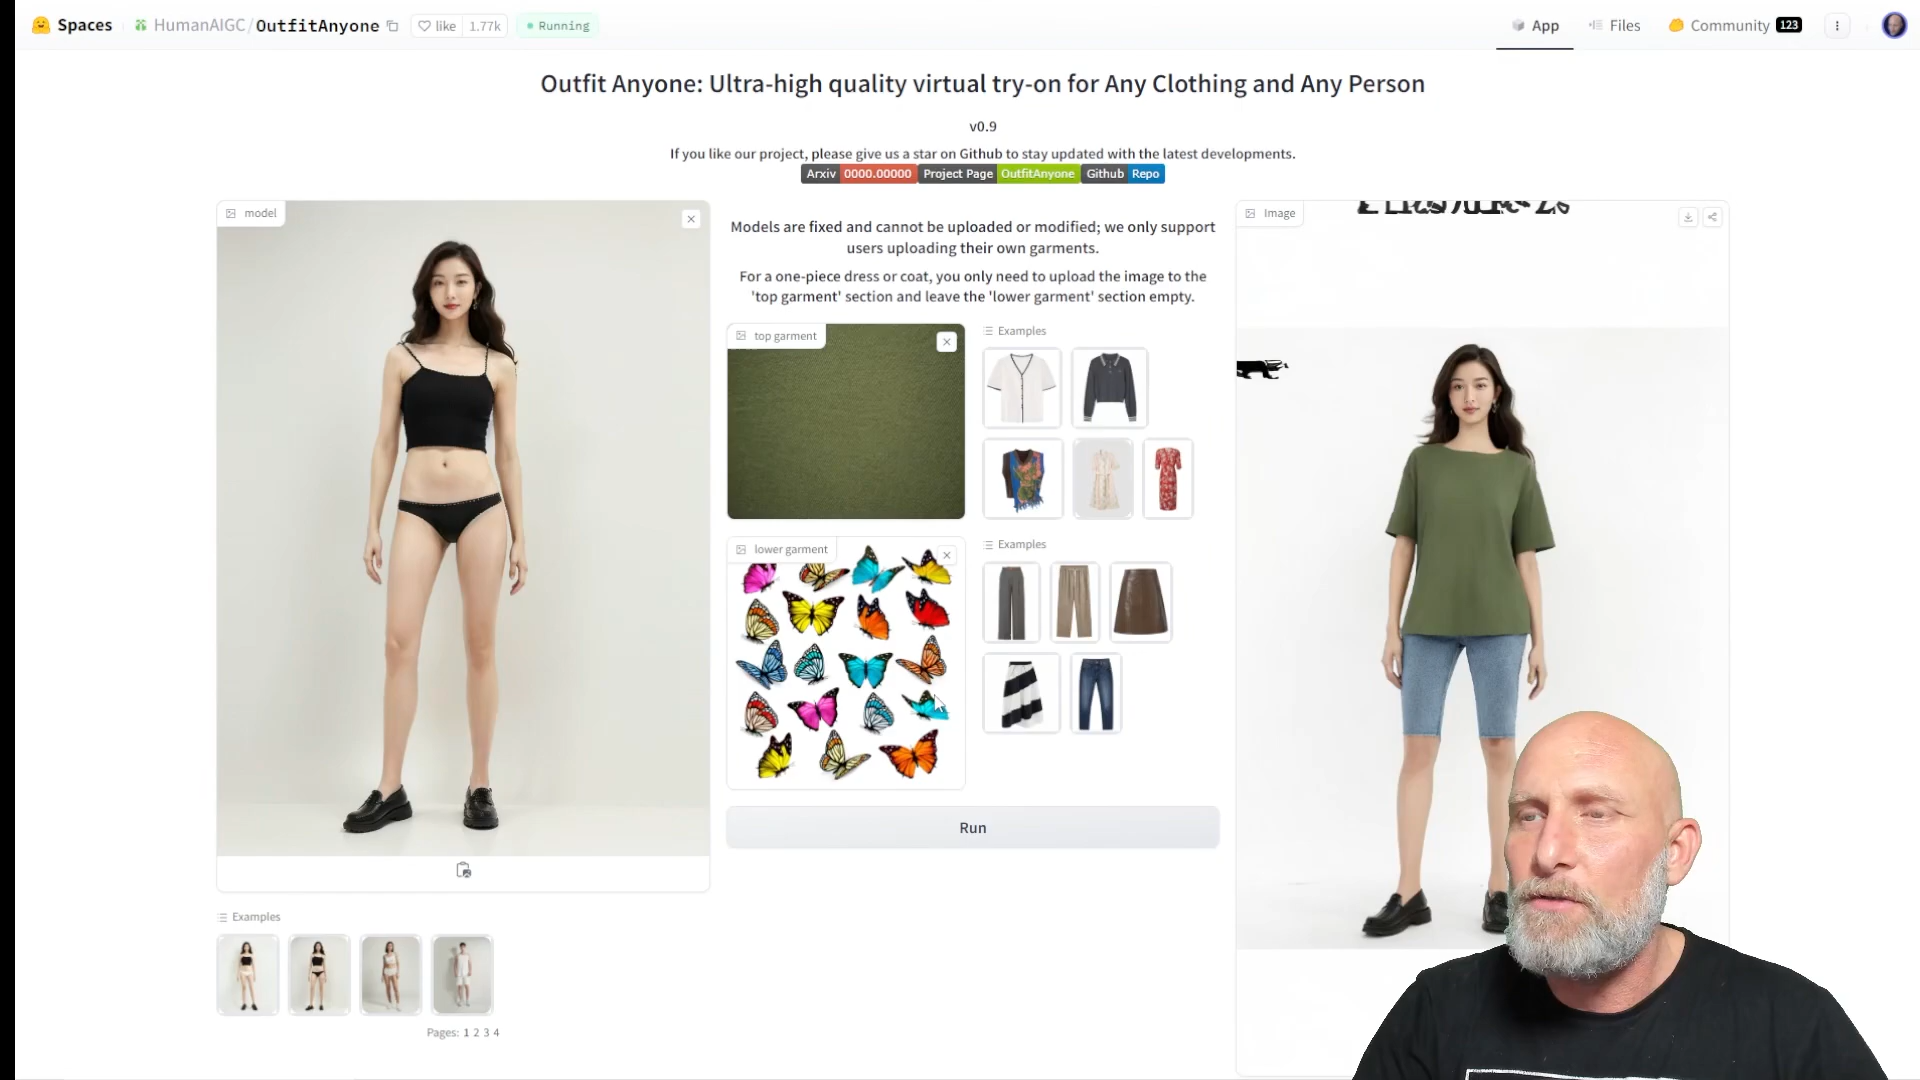 Spaces
HumanAIGC/OutfitAnyone
like 1.77k
Running
App
Files
Community 123
Outfit Anyone: Ultra-high quality virtual try-on for Any Clothing and Any Person
v0.9
If you like our project, please give us a star on Github to stay updated with the latest developments.
Arxiv 0000.00000 Project Page OutfitAnyone Github Repo
model
Models are fixed and cannot be uploaded or modified; we only support
users uploading their own garments.
For a one-piece dress or coat, you only need to upload the image to the
'top garment' section and leave the 'lower garment' section empty.
top garment
Examples
lower garment
Examples
Run
Image
Examples
Pages: 1 2 3 4